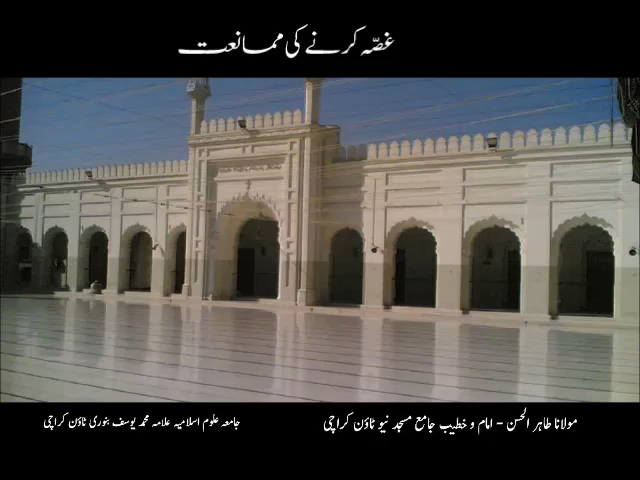 غصّہ کرنے کی ممانعت
مولانا طاہر الحسن - امام و خطیب جامع مسجد نیو ٹاؤن کراچی
جامعہ علوم اسلامیہ علامہ محمد یوسف بنوری ٹاؤن کراچی